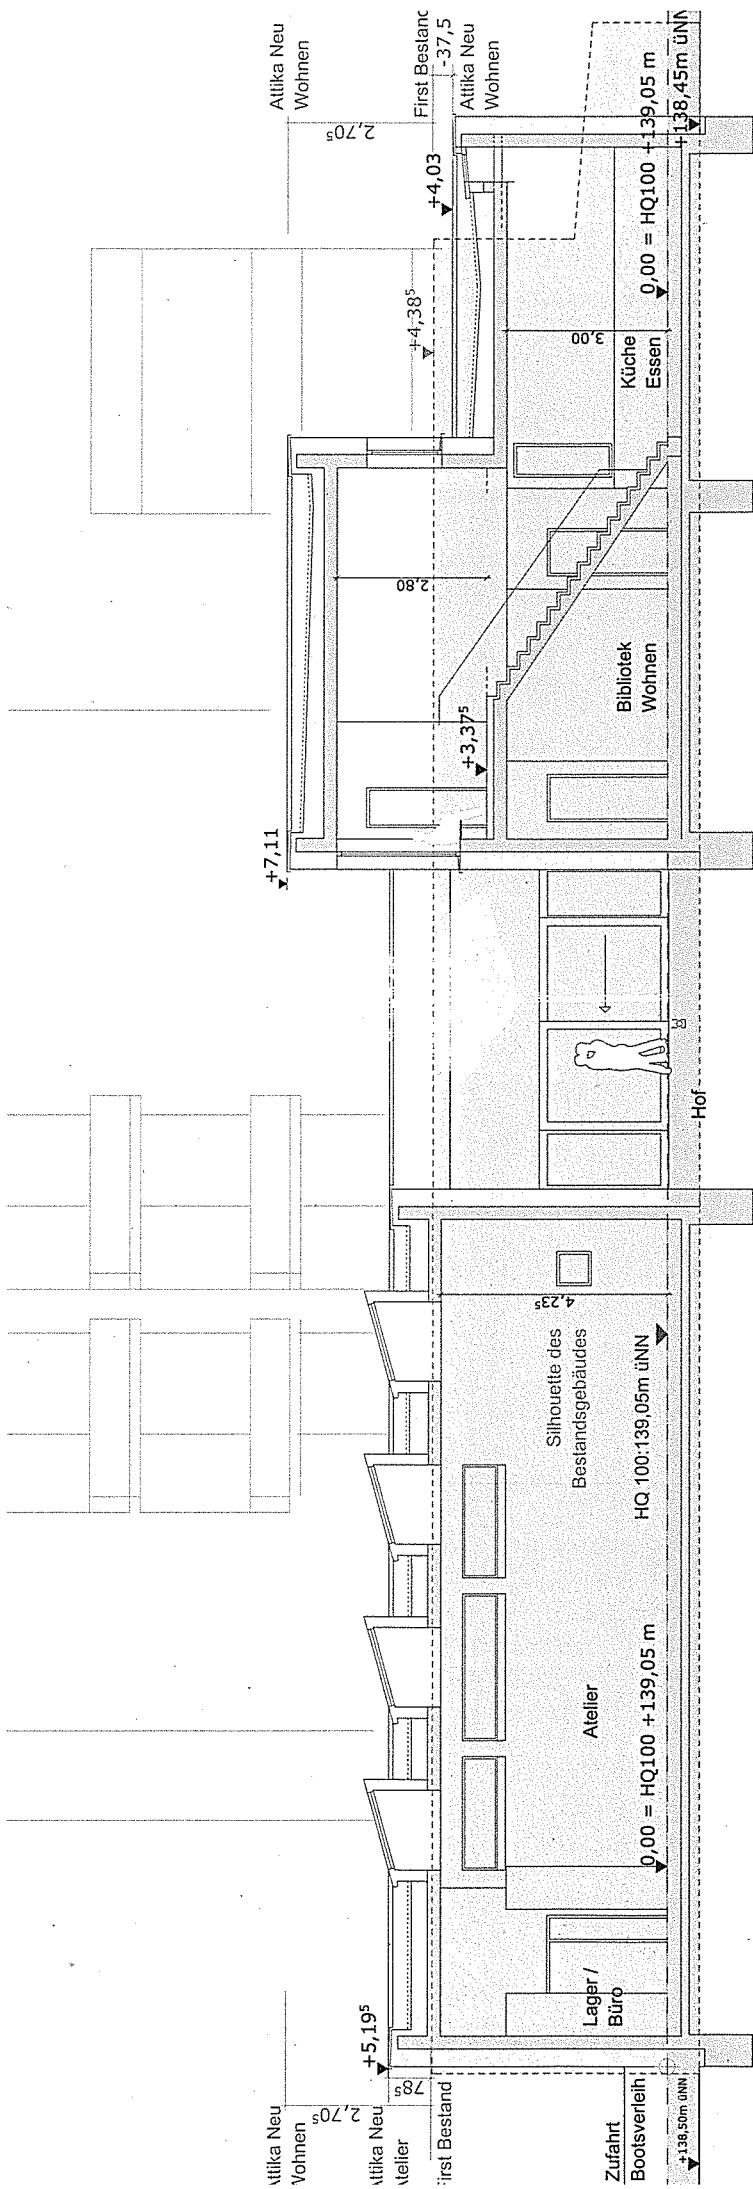 Attika Neu
Wohnen
2,70⁵
Attika Neu
Atelier
78⁵
First Bestand
+5,19⁵
Zufahrt
Bootsverleih
+138,50m üNN
Lager /
Büro
Atelier
0,00 = HQ100 +139,05 m
Silhouette des
Bestandsgebäudes
HQ 100:139,05m üNN
4,23⁵
Hof
+7,11
+3,37⁵
2,80
Bibliotek
Wohnen
Küche
Essen
3,00
+4,38⁵
+4,03
0,00 = HQ100 +139,05 m
+138,45m üNN
Attika Neu
Wohnen
2,70⁵
First Bestand
-37,5
Attika Neu
Wohnen